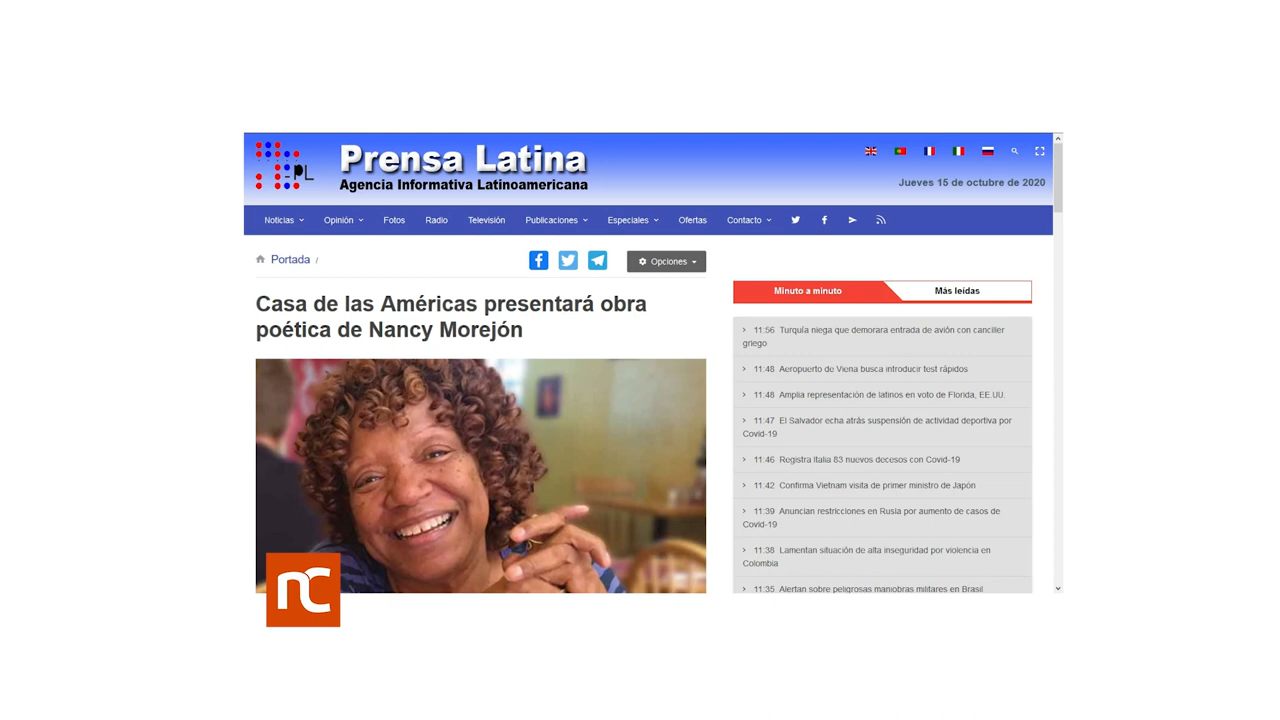 PL
Prensa Latina
Agencia Informativa Latinoamericana
Jueves 15 de octubre de 2020
Noticias Opinión Fotos Radio Televisión Publicaciones Especiales Ofertas Contacto
Portada /
Opciones
Casa de las Américas presentará obra
poética de Nancy Morejón
nc
Minuto a minuto Más leídas
11:56 Turquía niega que demorara entrada de avión con canciller
griego
11:48 Aeropuerto de Viena busca introducir test rápidos
11:48 Amplia representación de latinos en voto de Florida, EE.UU.
11:47 El Salvador echa atrás suspensión de actividad deportiva por
Covid-19
11:46 Registra Italia 83 nuevos decesos con Covid-19
11:42 Confirma Vietnam visita de primer ministro de Japón
11:39 Anuncian restricciones en Rusia por aumento de casos de
Covid-19
11:38 Lamentan situación de alta inseguridad por violencia en
Colombia
11:35 Alertan sobre peligrosas maniobras militares en Brasil